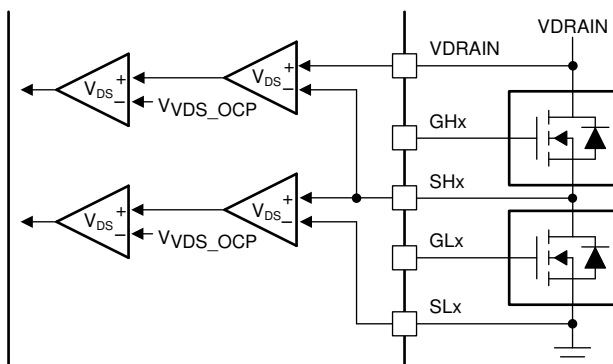 VDRAIN
VDRAIN
+
VDS
−
+
VDS
−
VVDS_OCP
GHx
SHx
+
VDS
−
+
VDS
−
VVDS_OCP
GLx
SLx